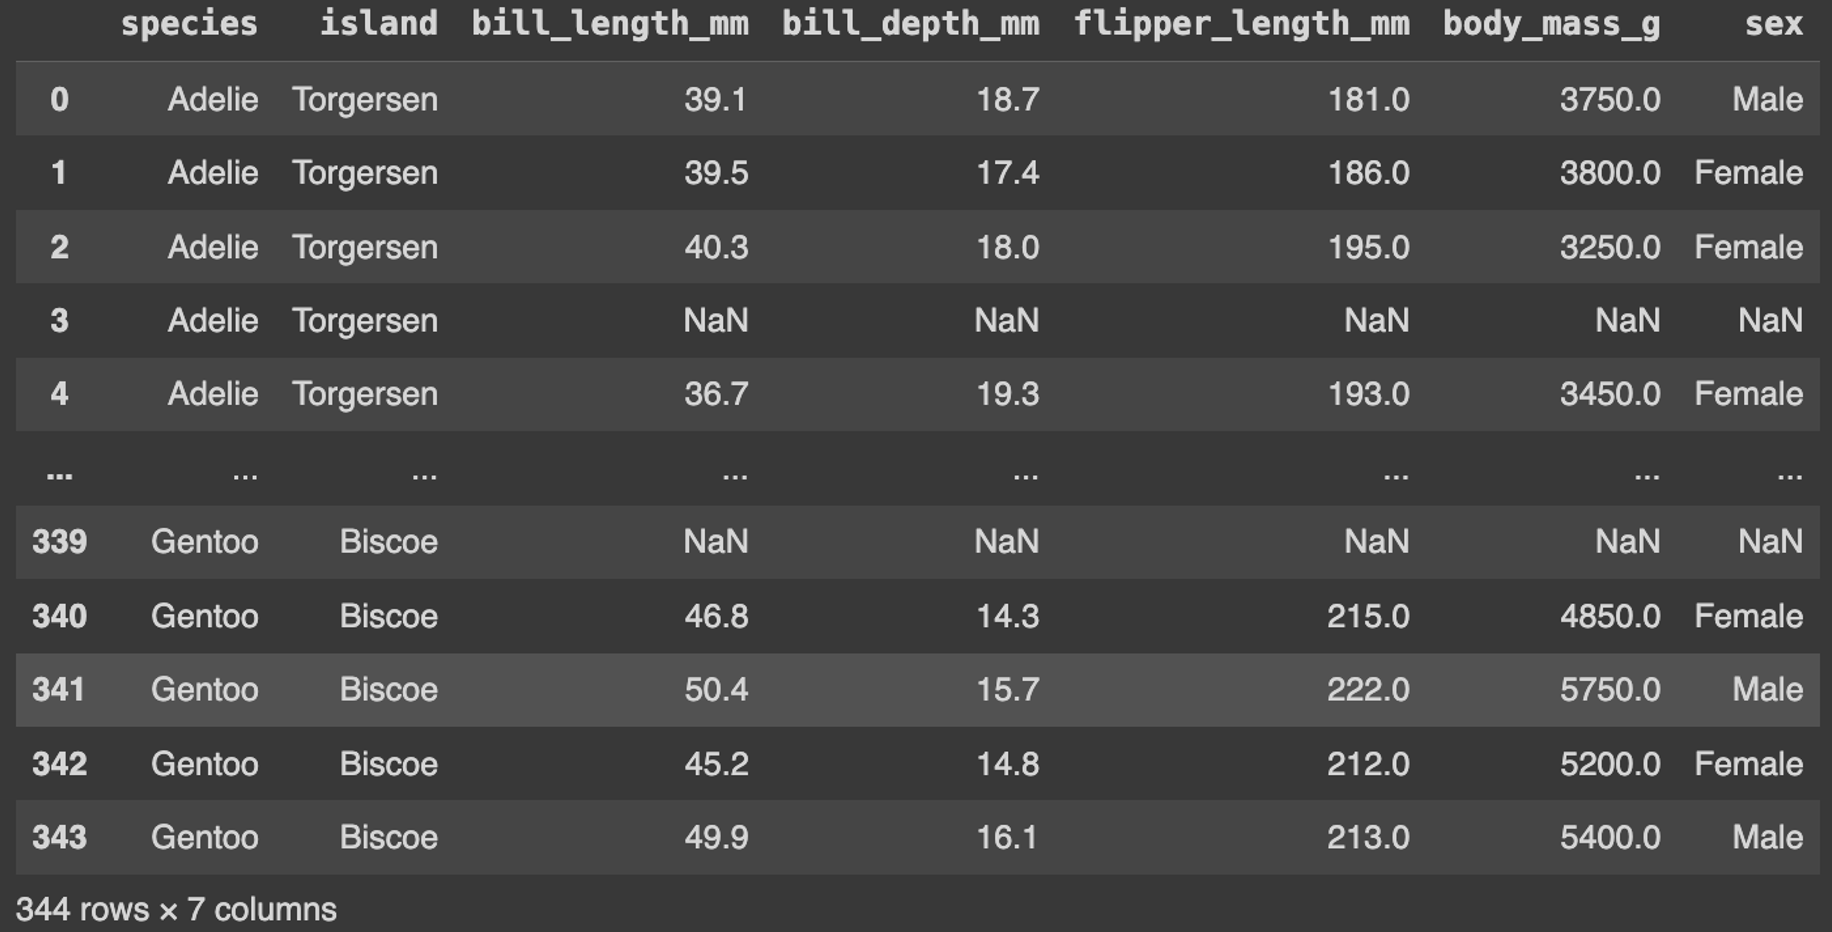 species island bill_length_mm bill_depth_mm flipper_length_mm body_mass_g sex
0 Adelie Torgersen 39.1 18.7 181.0 3750.0 Male
1 Adelie Torgersen 39.5 17.4 186.0 3800.0 Female
2 Adelie Torgersen 40.3 18.0 195.0 3250.0 Female
3 Adelie Torgersen NaN NaN NaN NaN NaN
4 Adelie Torgersen 36.7 19.3 193.0 3450.0 Female
... ... ... ... ... ... ... ...
339 Gentoo Biscoe NaN NaN NaN NaN NaN
340 Gentoo Biscoe 46.8 14.3 215.0 4850.0 Female
341 Gentoo Biscoe 50.4 15.7 222.0 5750.0 Male
342 Gentoo Biscoe 45.2 14.8 212.0 5200.0 Female
343 Gentoo Biscoe 49.9 16.1 213.0 5400.0 Male
344 rows × 7 columns